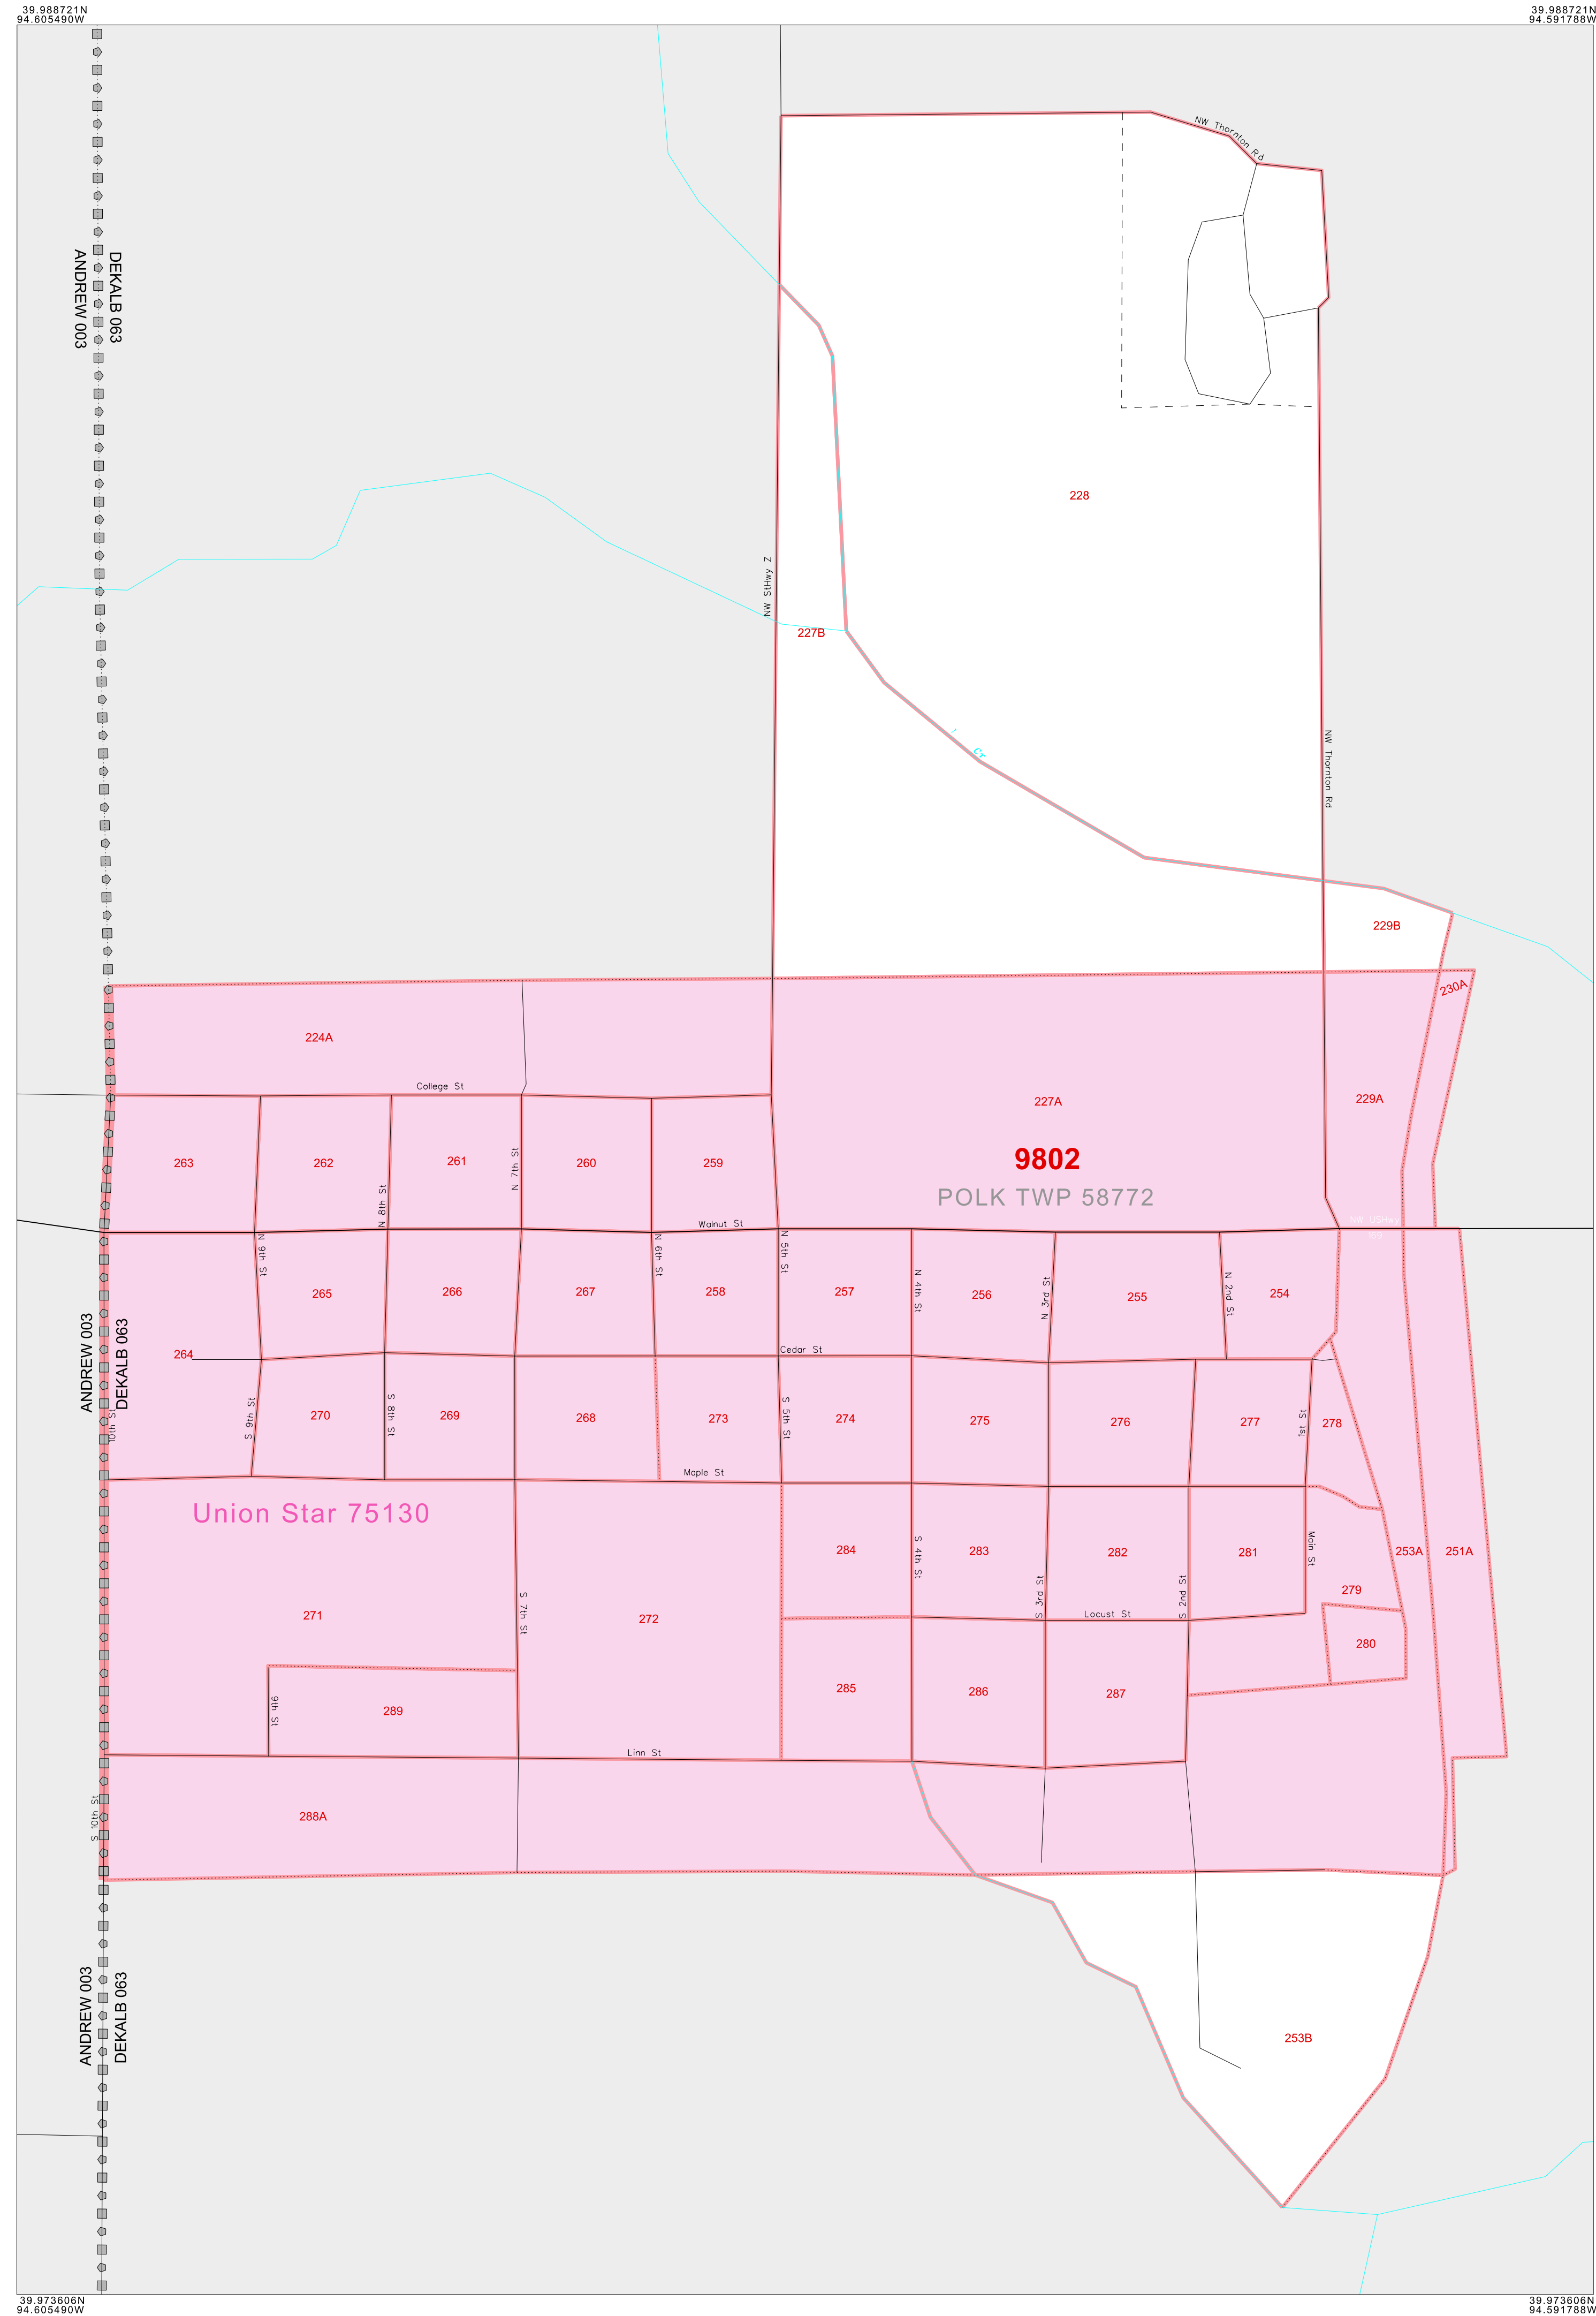 39.988721N
94.605490W
39.988721N
94.591788W
NW Thornton Rd
ANDREW 003
DEKALB 063
228
NW StHwy Z
227B
Cr
NW Thornton Rd
229B
230A
224A
College St
227A
229A
9802
POLK TWP 58772
263
262
261
260
259
N 8th St
N 7th St
Walnut St
NW USHwy
169
N 9th St
N 6th St
N 5th St
N 4th St
N 3rd St
N 2nd St
265
266
267
258
257
256
255
254
ANDREW 003
DEKALB 063
264
Cedar St
10th St
S 9th St
270
S 8th St
269
268
273
S 5th St
274
275
276
277
1st St
278
Maple St
Union Star 75130
284
S 4th St
283
282
281
Main St
253A
251A
279
271
S 7th St
272
S 3rd St
Locust St
S 2nd St
280
9th St
289
285
286
287
Linn St
S 10th St
288A
ANDREW 003
DEKALB 063
253B
39.973606N
94.605490W
39.973606N
94.591788W